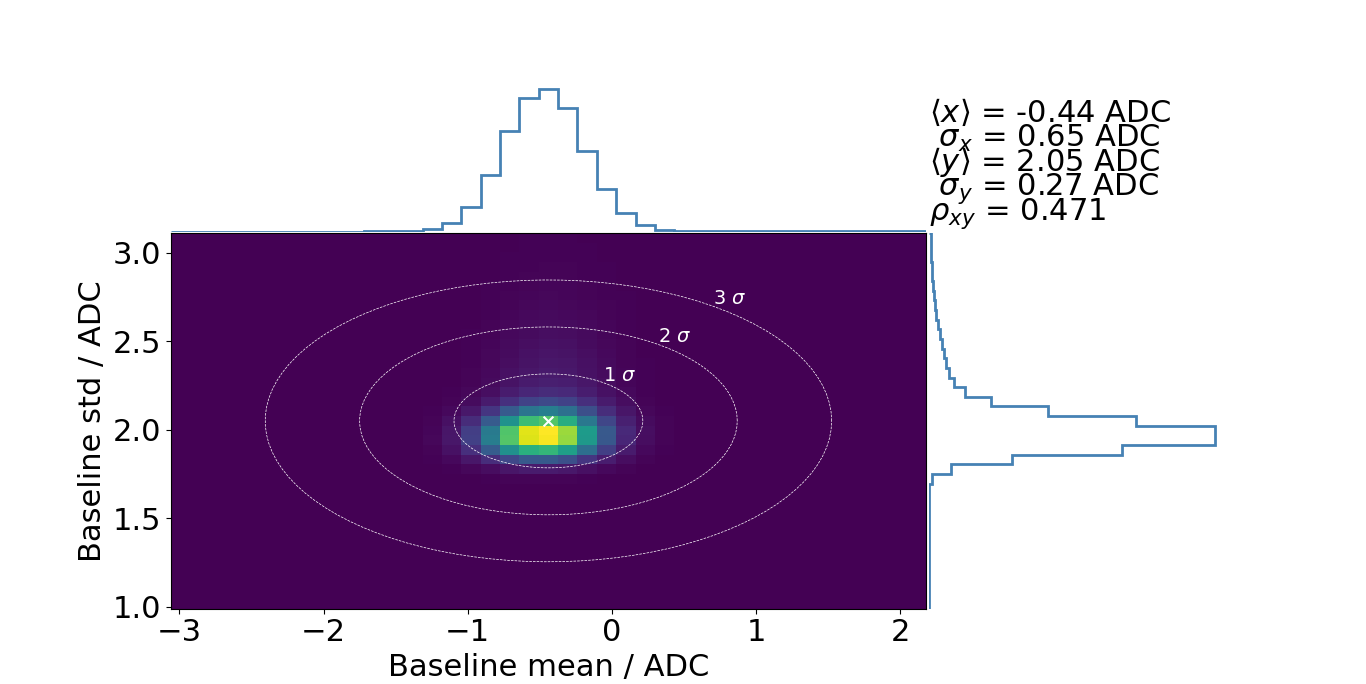 ⟨x⟩ = -0.44 ADC
σx = 0.65 ADC
⟨y⟩ = 2.05 ADC
σy = 0.27 ADC
ρxy = 0.471
3.0
2.5
2.0
1.5
1.0
Baseline std / ADC
3 σ
2 σ
1 σ
−3
−2
−1
0
1
2
Baseline mean / ADC